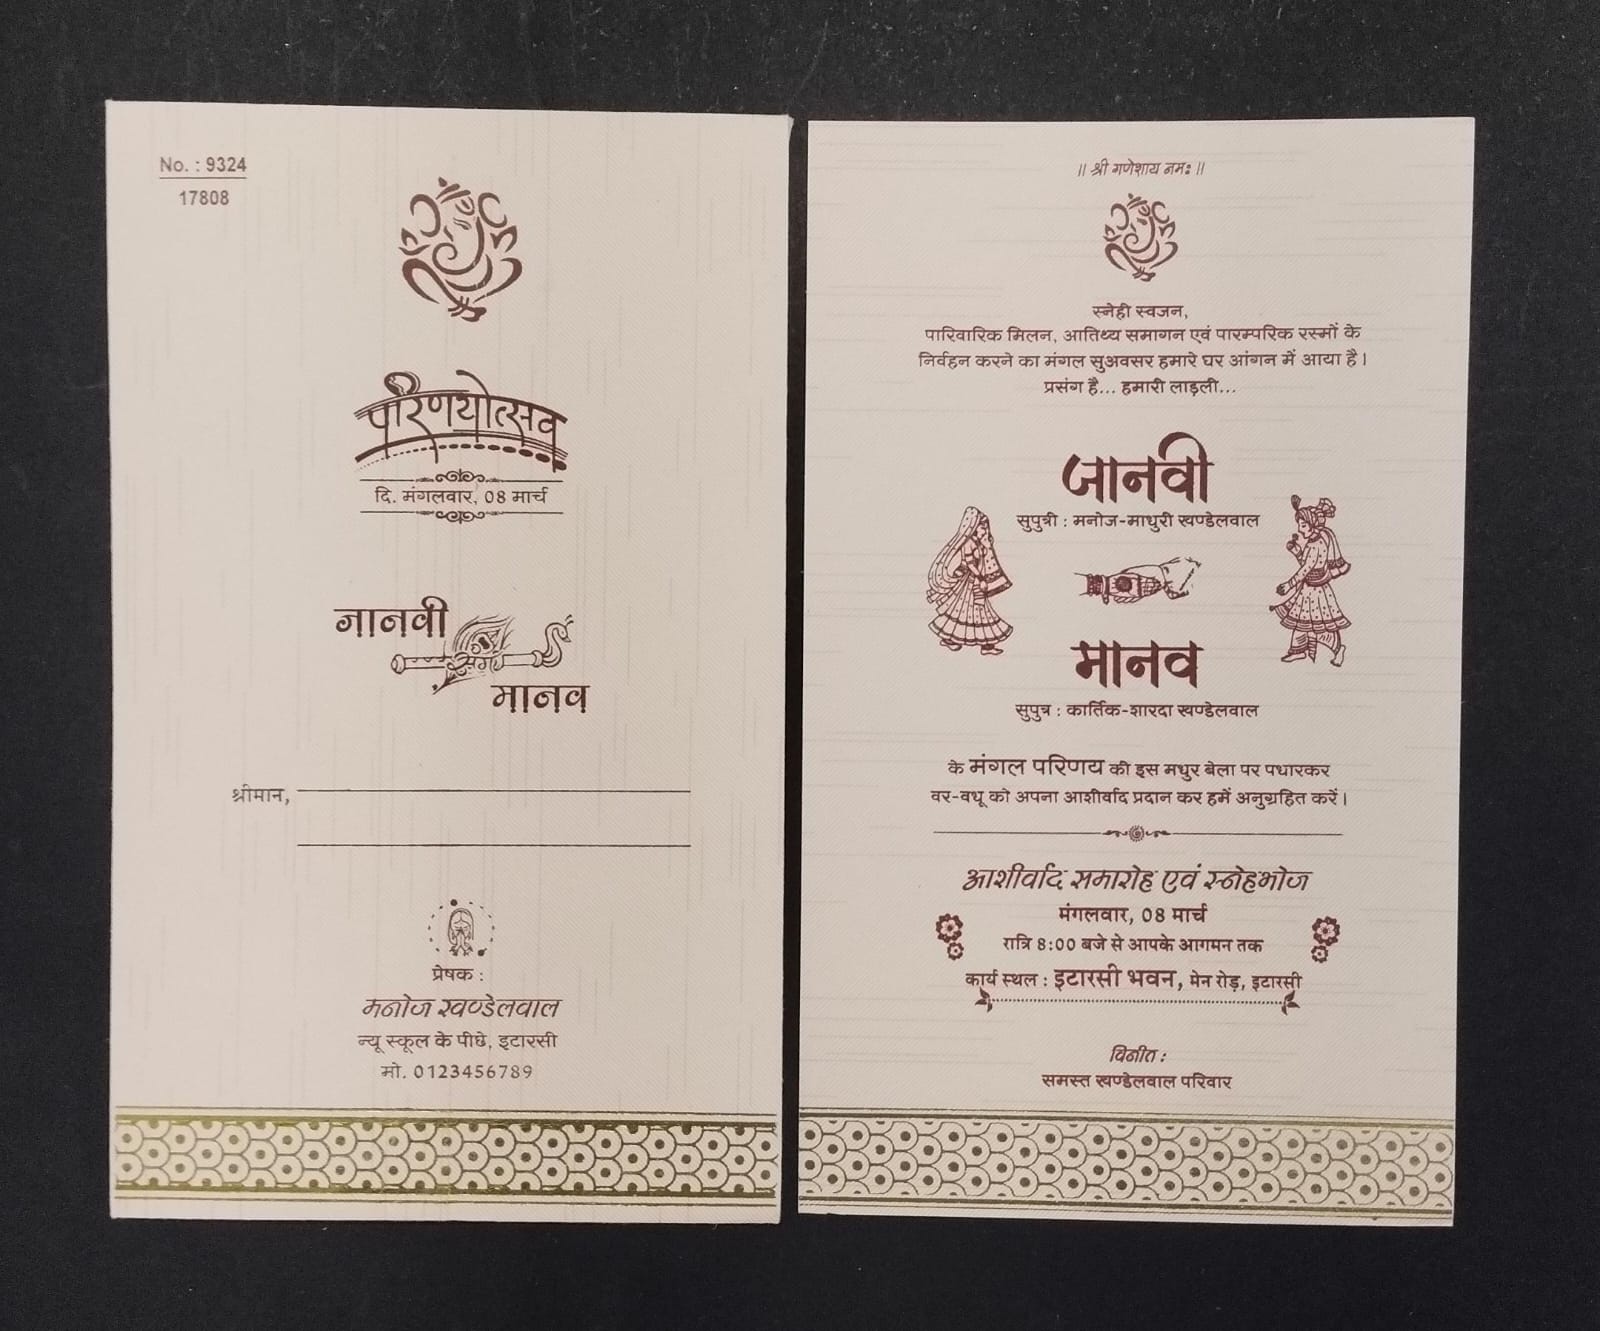 No. : 9324
17808
परिणयोत्सव
दि. मंगलवार, 08 मार्च
जानवी
संग
मानव
श्रीमान,
प्रेषक :
मनोज खण्डेलवाल
न्यू स्कूल के पीछे, इटारसी
मो. 0123456789
|| श्री गणेशाय नमः ||
स्नेही स्वजन,
पारिवारिक मिलन, आतिथ्य समागन एवं पारम्परिक रस्मों के
निर्वहन करने का मंगल सुअवसर हमारे घर आंगन में आया है।
प्रसंग है... हमारी लाड़ली...
जानवी
सुपुत्री : मनोज-माधुरी खण्डेलवाल
मानव
सुपुत्र : कार्तिक-शारदा खण्डेलवाल
के मंगल परिणय की इस मधुर बेला पर पधारकर
वर-वधू को अपना आशीर्वाद प्रदान कर हमें अनुग्रहित करें।
आशीर्वाद समारोह एवं स्नेहभोज
मंगलवार, 08 मार्च
रात्रि 8:00 बजे से आपके आगमन तक
कार्य स्थल : इटारसी भवन, मेन रोड़, इटारसी
विनीत :
समस्त खण्डेलवाल परिवार